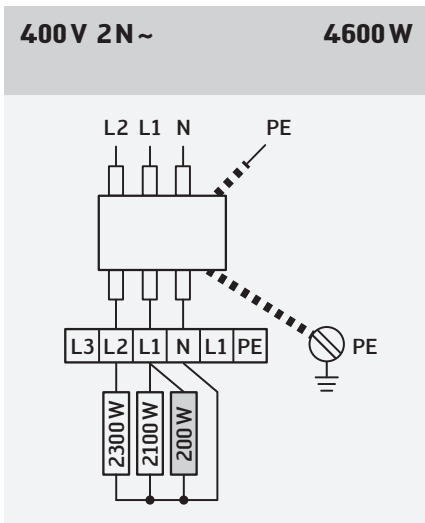 400V 2N~ 4600W
L2 L1 N PE
L3 L2 L1 N L1 PE
PE
2300W 2100W 200W